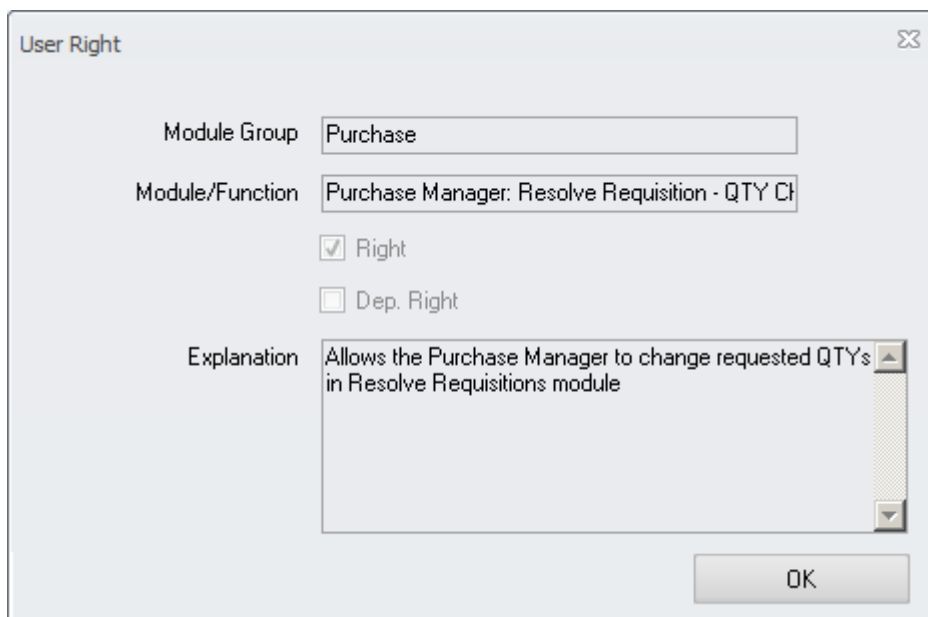 User Right
Module Group Purchase
Module/Function Purchase Manager: Resolve Requisition - QTY
Right
Dep. Right
Explanation Allows the Purchase Manager to change requested QTYs
in Resolve Requisitions module
OK